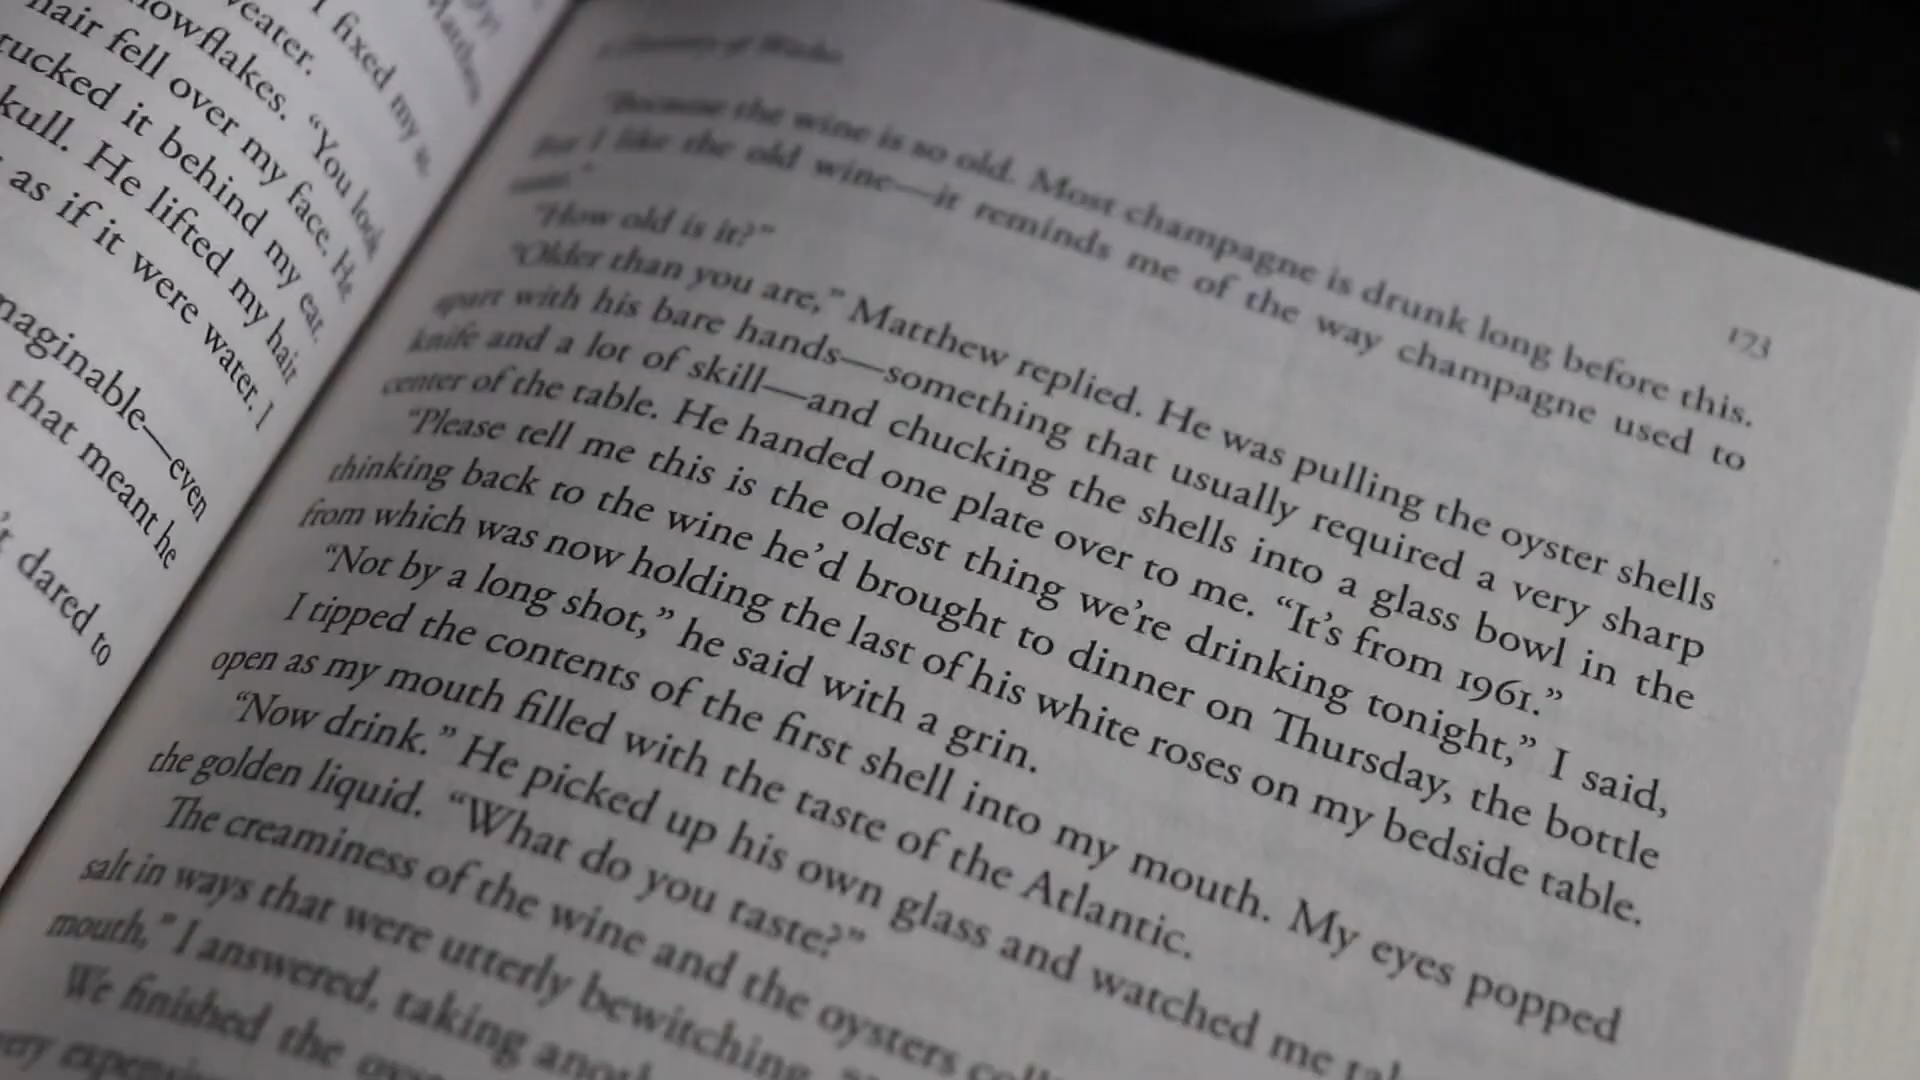 I fixed my
weater.
nowflakes. "You look
hair fell over my face. He
tucked it behind my ear.
kull. He lifted my hair
as if it were water. I
maginable—even
that meant he
't dared to
A Discovery of Witches
173
"Because the wine is so old. Most champagne is drunk long before this.
But I like the old wine—it reminds me of the way champagne used to
"How old is it?"
"Older than you are," Matthew replied. He was pulling the oyster shells
apart with his bare hands—something that usually required a very sharp
knife and a lot of skill—and chucking the shells into a glass bowl in the
center of the table. He handed one plate over to me. "It's from 1961."
"Please tell me this is the oldest thing we're drinking tonight," I said,
thinking back to the wine he'd brought to dinner on Thursday, the bottle
from which was now holding the last of his white roses on my bedside table.
"Not by a long shot," he said with a grin.
I tipped the contents of the first shell into my mouth. My eyes popped
open as my mouth filled with the taste of the Atlantic.
"Now drink." He picked up his own glass and watched me
the golden liquid. "What do you taste?"
The creaminess of the wine and the oysters
salt in ways that were utterly bewitching.
mouth," I answered, taking
We finished the
very